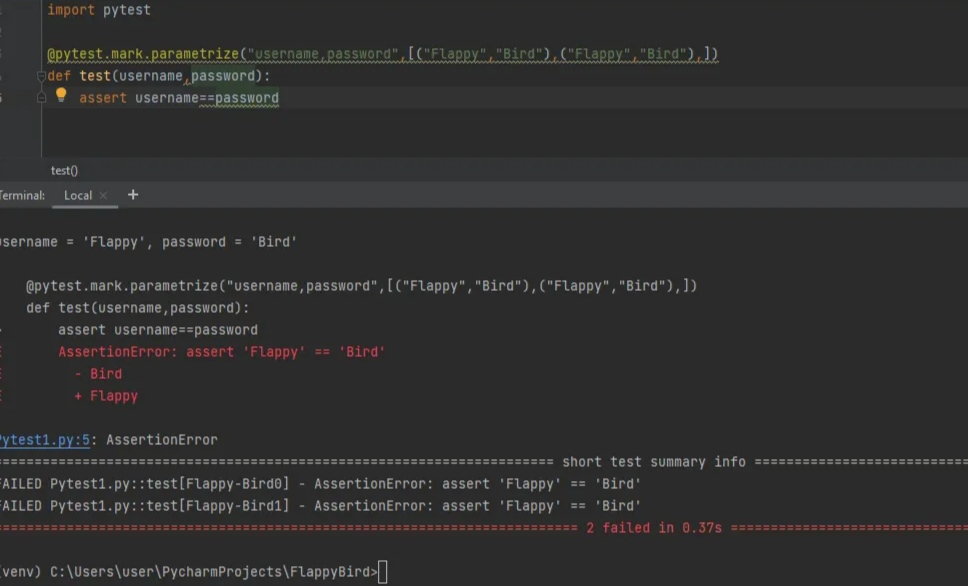 import pytest
@pytest.mark.parametrize("username,password",[("Flappy","Bird"),("Flappy","Bird"),])
def test(username,password):
assert username==password
test()
Terminal: Local × +
username = 'Flappy', password = 'Bird'
@pytest.mark.parametrize("username,password",[("Flappy","Bird"),("Flappy","Bird"),])
def test(username,password):
assert username==password
E AssertionError: assert 'Flappy' == 'Bird'
E - Bird
E + Flappy
Pytest1.py:5: AssertionError
=================================================================== short test summary info ===========================
FAILED Pytest1.py::test[Flappy-Bird0] - AssertionError: assert 'Flappy' == 'Bird'
FAILED Pytest1.py::test[Flappy-Bird1] - AssertionError: assert 'Flappy' == 'Bird'
====================================================================== 2 failed in 0.37s ==============================
(venv) C:\Users\user\PycharmProjects\FlappyBird>